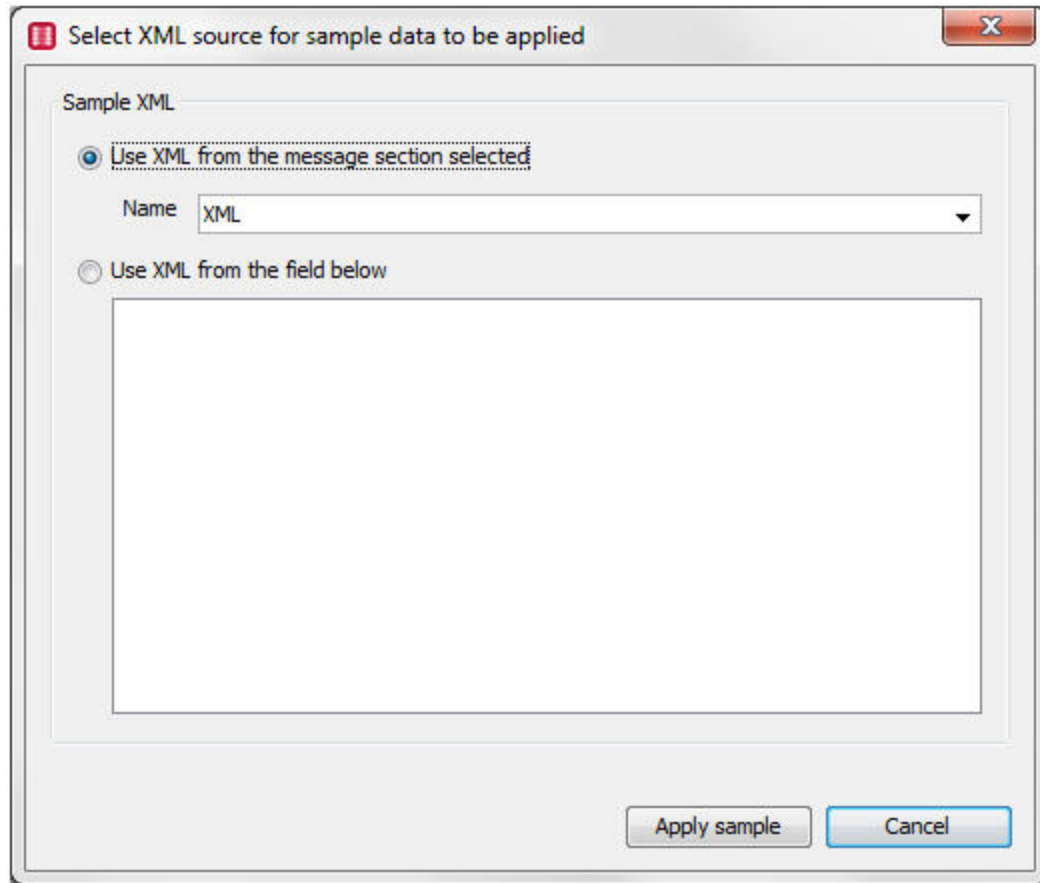 Select XML source for sample data to be applied
Sample XML
Use XML from the message section selected
Name XML
Use XML from the field below
Apply sample Cancel